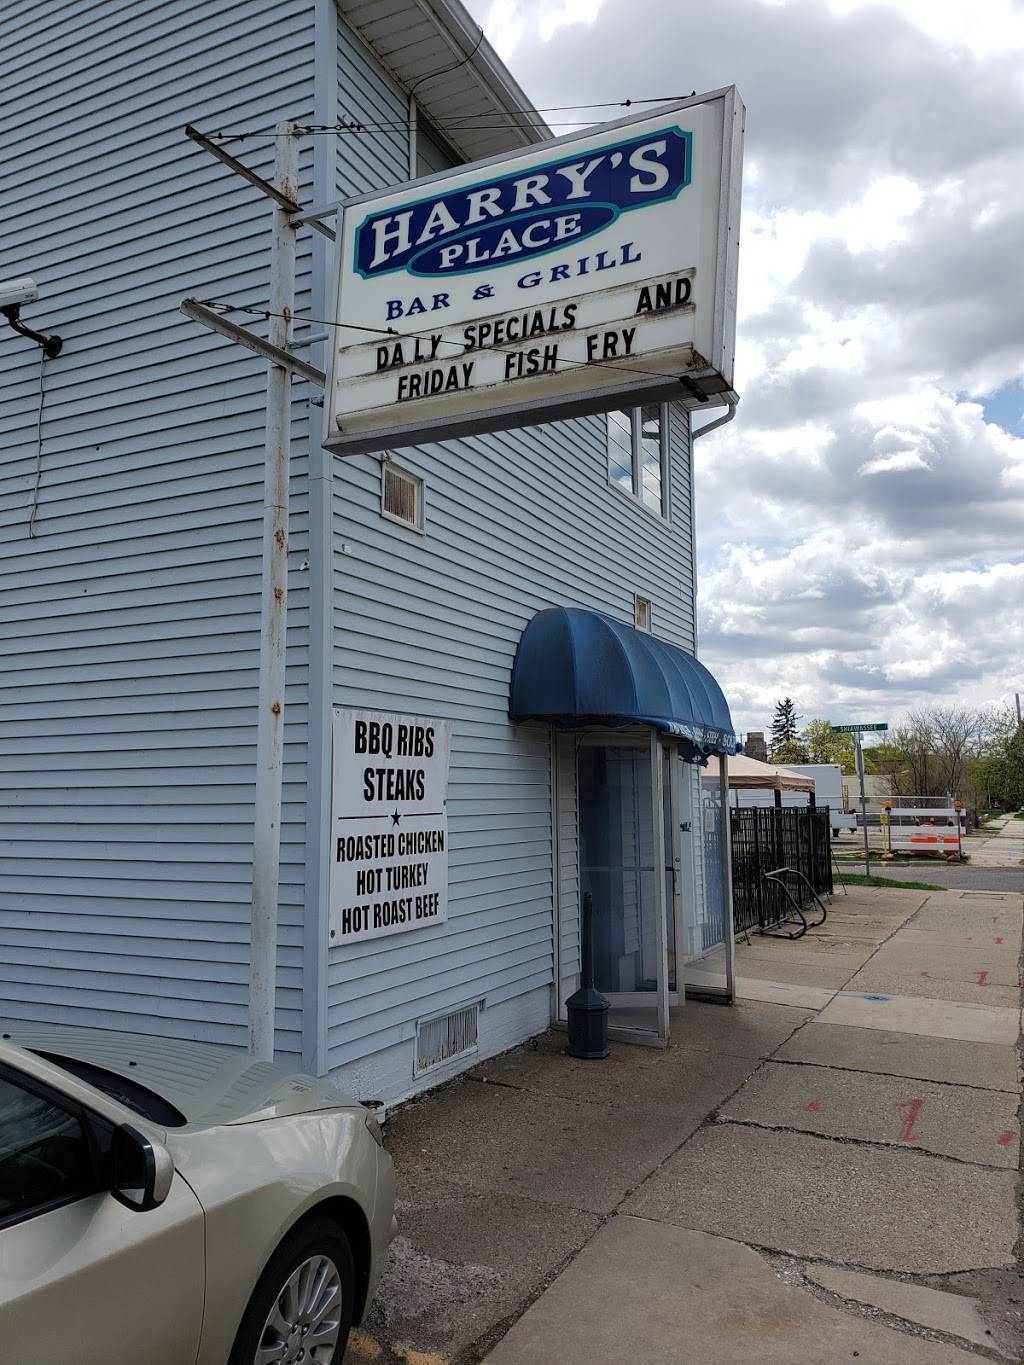 HARRY'S
PLACE
BAR & GRILL
DA LY SPECIALS AND
FRIDAY FISH FRY
BBQ RIBS
STEAKS
ROASTED CHICKEN
HOT TURKEY
HOT ROAST BEEF
SHIAWASSEE